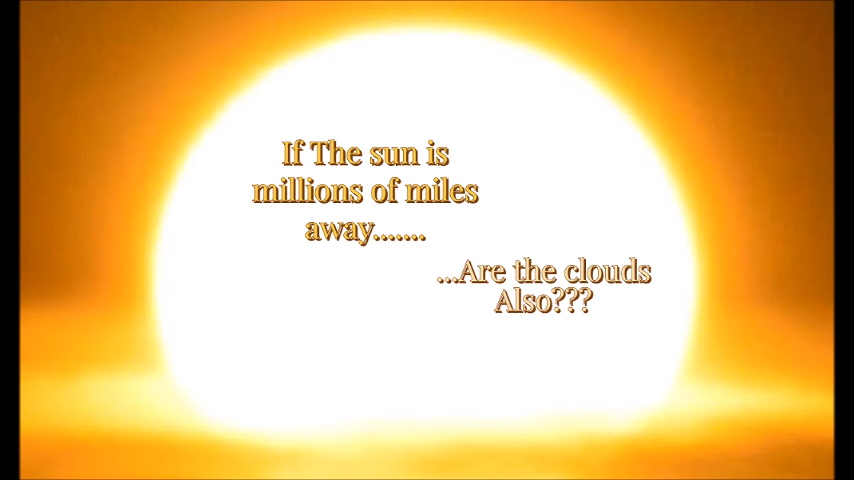 If The sun is
millions of miles
away.......
...Are the clouds
Also???